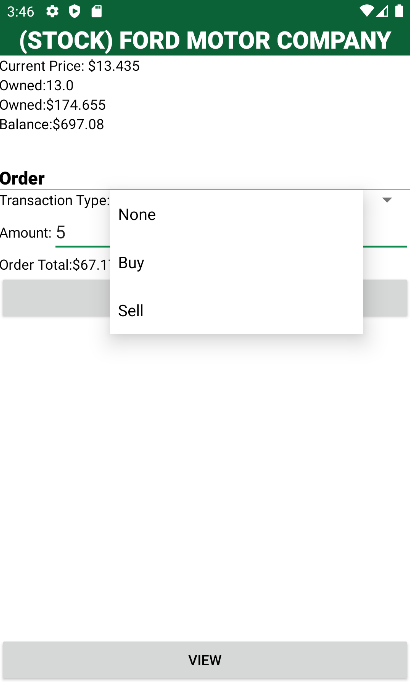 3:46
(STOCK) FORD MOTOR COMPANY
Current Price: $13.435
Owned:13.0
Owned:$174.655
Balance:$697.08
Order
Transaction Type:
None
Amount: 5
Buy
Order Total:$67.1
Sell
VIEW